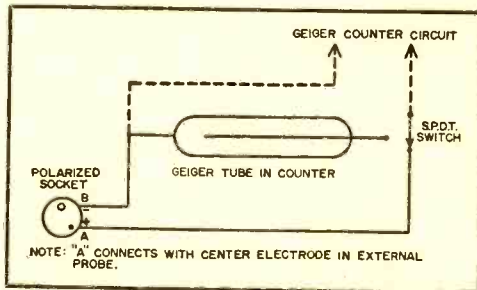 GEIGER COUNTER CIRCUIT
S.P.D.T.
SWITCH
GEIGER TUBE IN COUNTER
POLARIZED
SOCKET
B
-
+
A
NOTE: "A" CONNECTS WITH CENTER ELECTRODE IN EXTERNAL
PROBE.